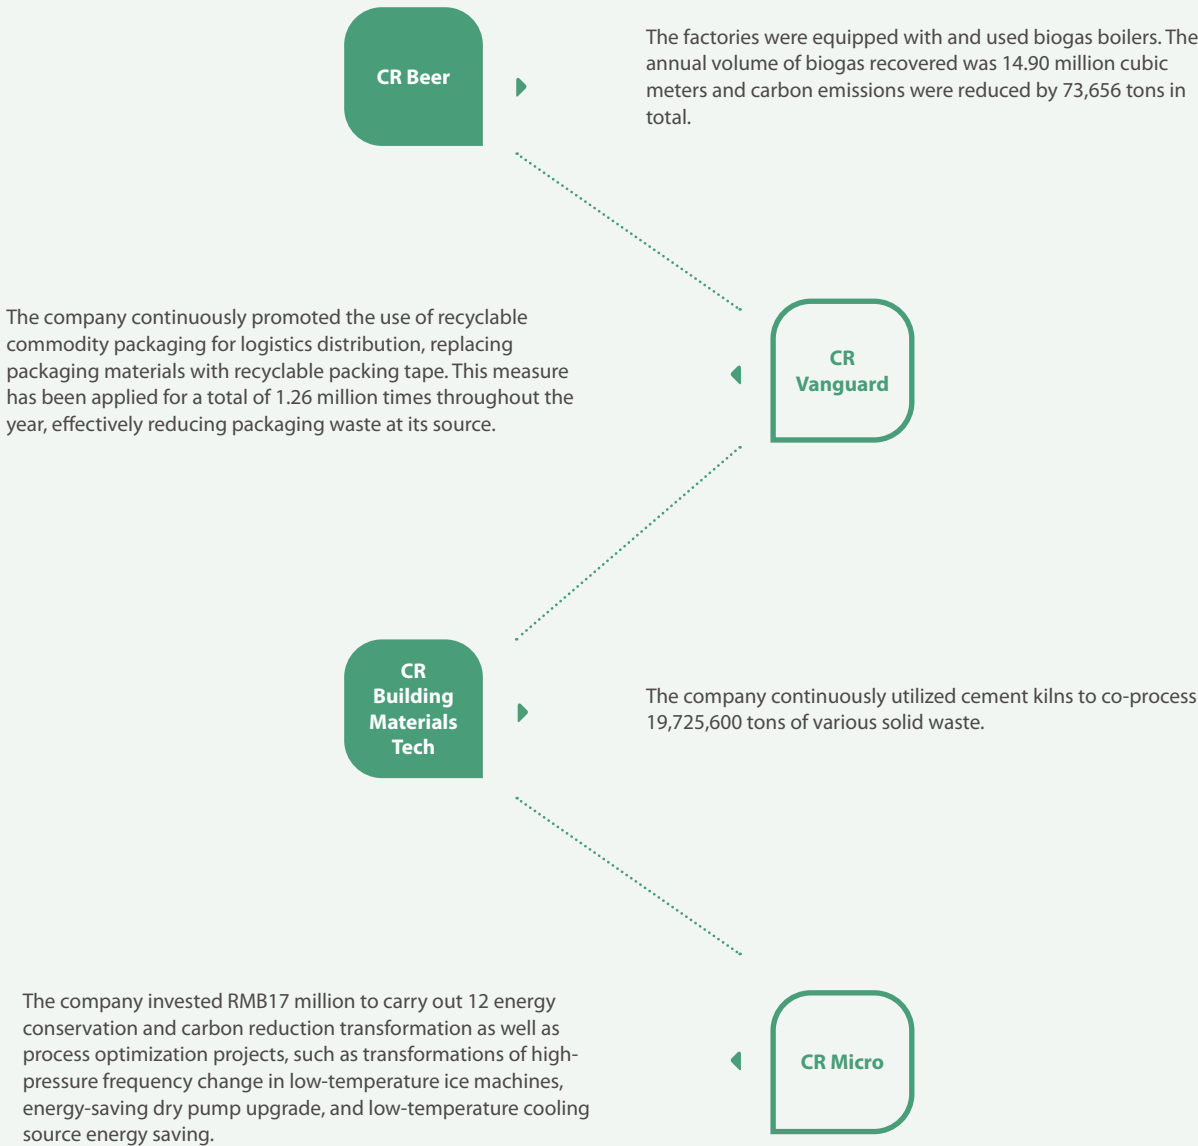 CR Beer
The factories were equipped with and used biogas boilers. The
annual volume of biogas recovered was 14.90 million cubic
meters and carbon emissions were reduced by 73,656 tons in
total.
The company continuously promoted the use of recyclable
commodity packaging for logistics distribution, replacing
packaging materials with recyclable packing tape. This measure
has been applied for a total of 1.26 million times throughout the
year, effectively reducing packaging waste at its source.
CR
Vanguard
CR
Building
Materials
Tech
The company continuously utilized cement kilns to co-process
19,725,600 tons of various solid waste.
The company invested RMB17 million to carry out 12 energy
conservation and carbon reduction transformation as well as
process optimization projects, such as transformations of high-
pressure frequency change in low-temperature ice machines,
energy-saving dry pump upgrade, and low-temperature cooling
source energy saving.
CR Micro